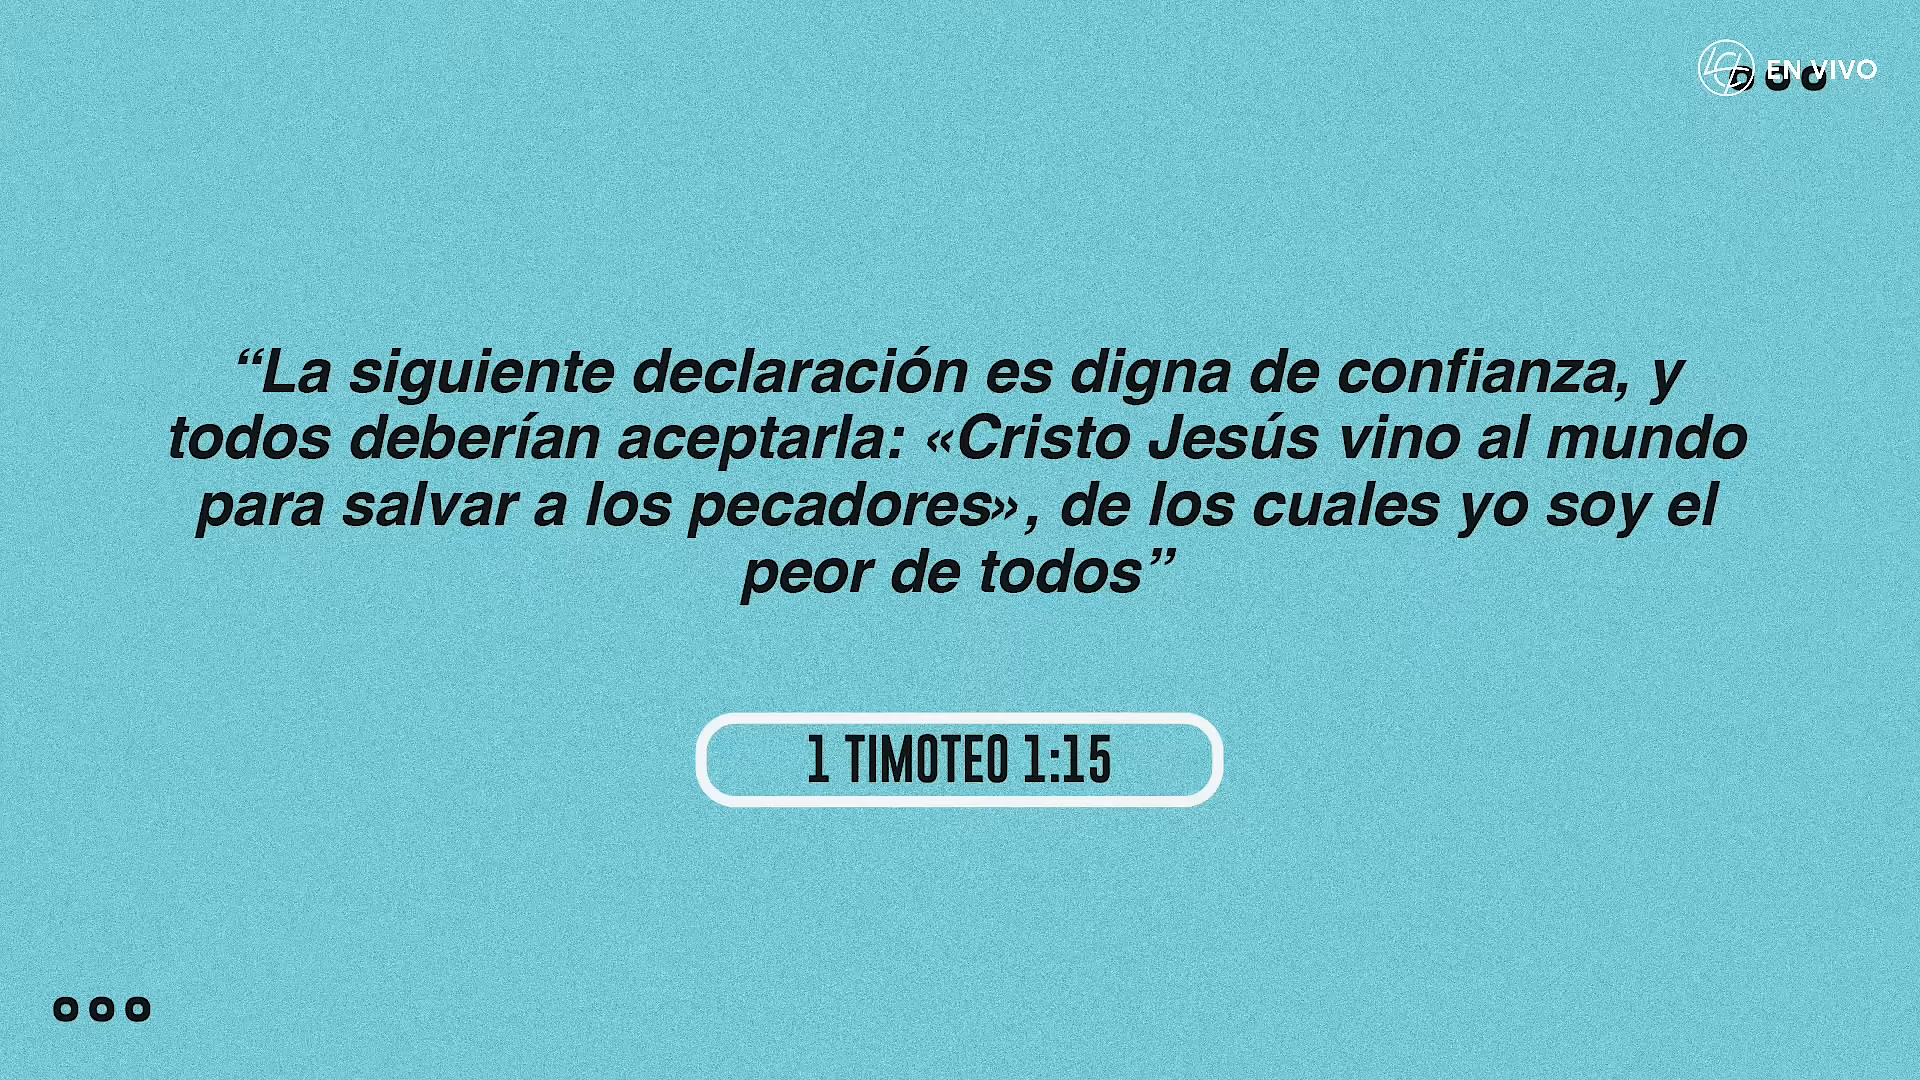 EN VIVO
“La siguiente declaración es digna de confianza, y
todos deberían aceptarla: «Cristo Jesús vino al mundo
para salvar a los pecadores», de los cuales yo soy el
peor de todos”
1 TIMOTEO 1:15